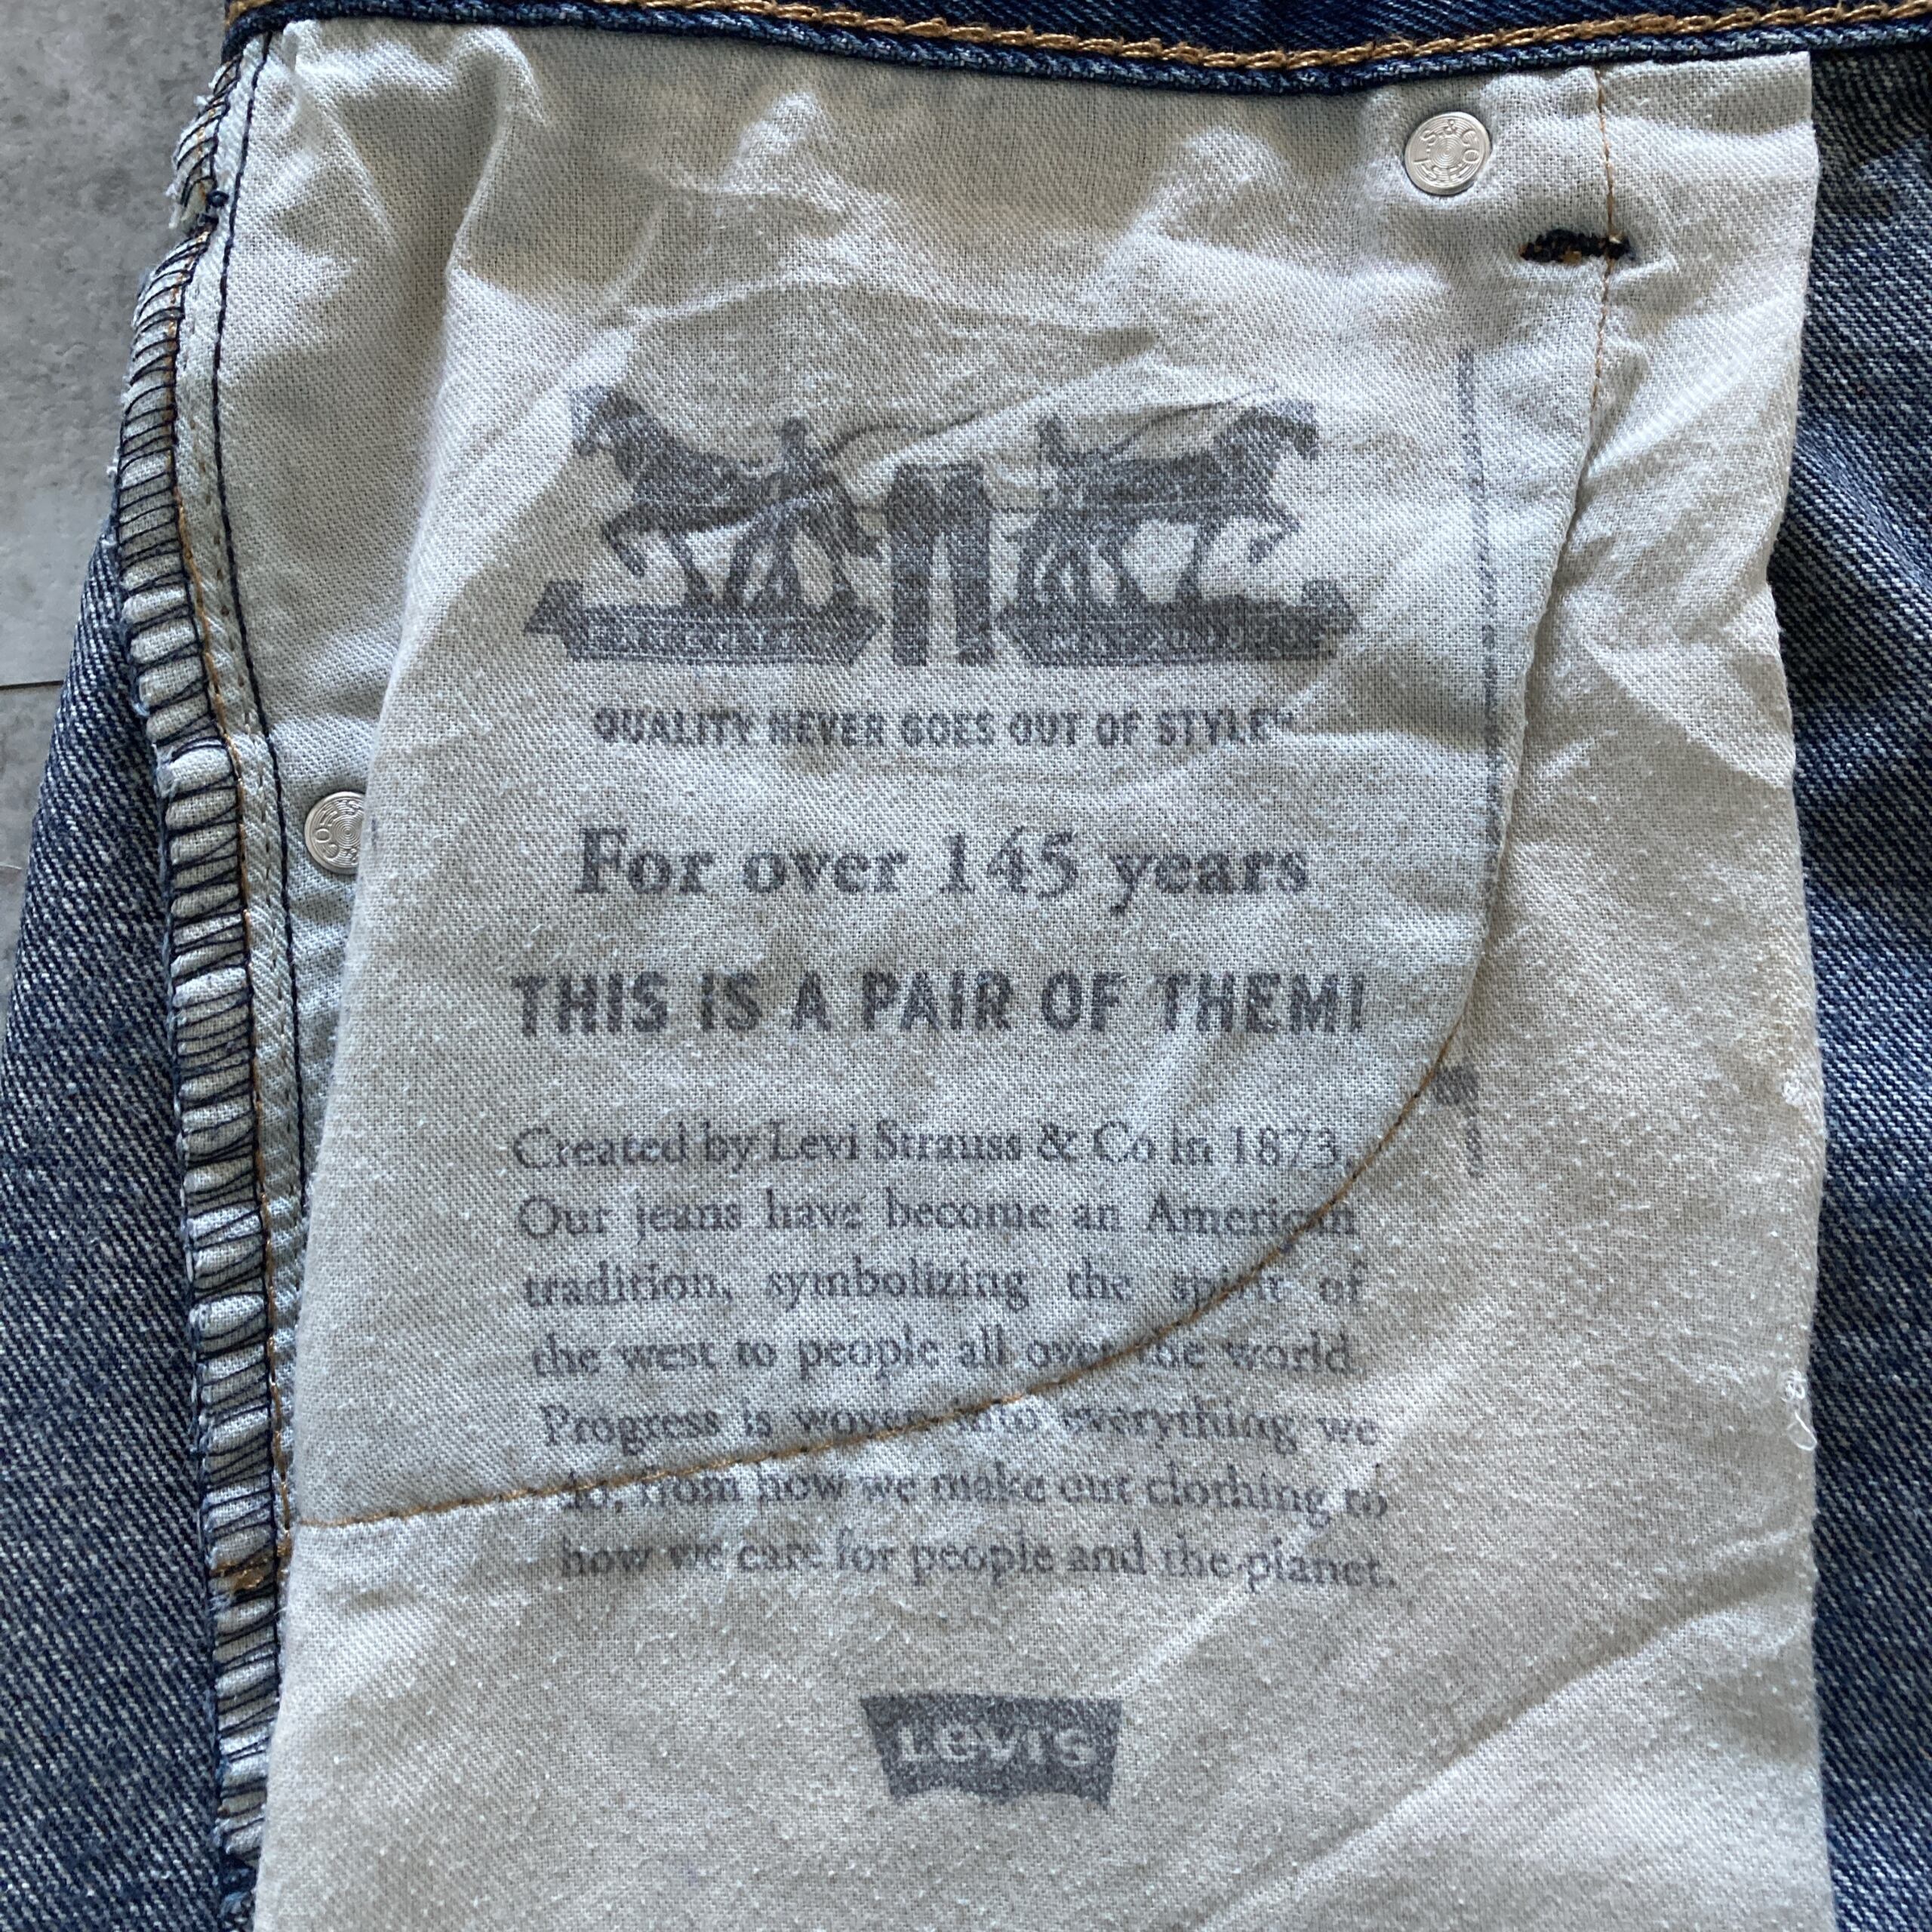 L.S.&CO.
QUALITY NEVER GOES OUT OF STYLE™
For over 145 years
THIS IS A PAIR OF THEM!
Created by Levi Strauss & Co in 1873.
Our jeans have become an American
tradition, symbolizing the spirit of
the west to people all over the world.
Progress is woven into everything we
do, from how we make our clothing to
how we care for people and the planet.
Levi's